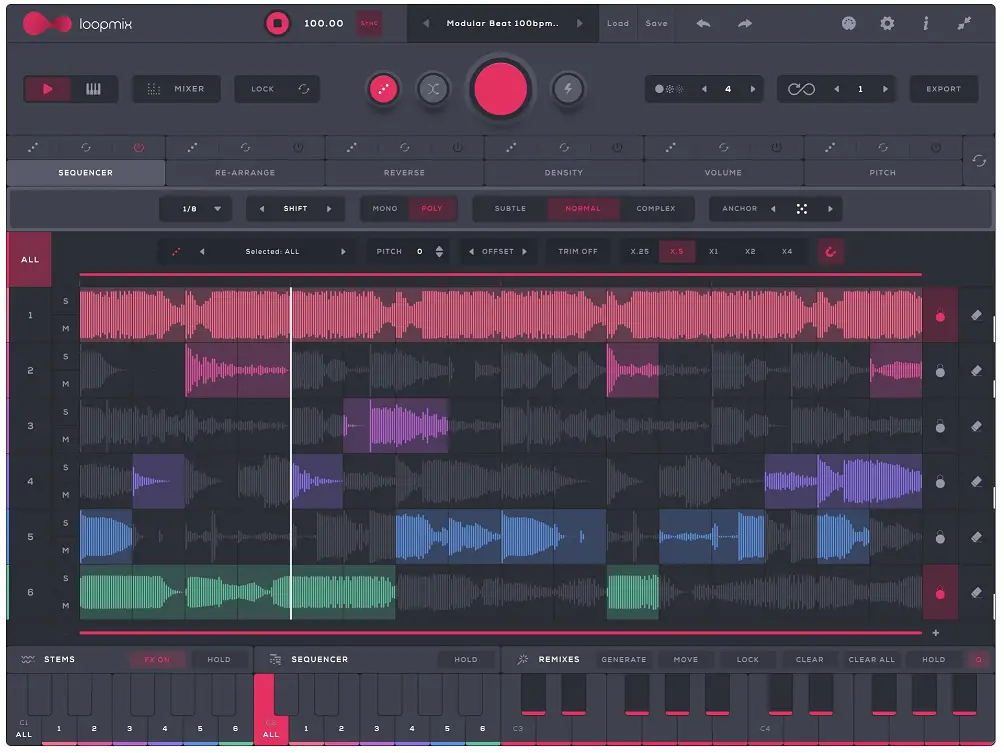 loopmix 100.00 SYNC Modular Beat 100bpm.. Load Save
MIXER LOCK 4 1 EXPORT
SEQUENCER RE-ARRANGE REVERSE DENSITY VOLUME PITCH
1/8 SHIFT MONO POLY SUBTLE NORMAL COMPLEX ANCHOR
ALL Selected: ALL PITCH 0 OFFSET TRIM OFF X.25 X.5 X1 X2 X4
1 S M
2 S M
3 S M
4 S M
5 S M
6 S M
+
STEMS FX ON HOLD SEQUENCER HOLD REMIXES GENERATE MOVE LOCK CLEAR CLEAR ALL HOLD
C1 C2 C3 C4
ALL 1 2 3 4 5 6 ALL 1 2 3 4 5 6